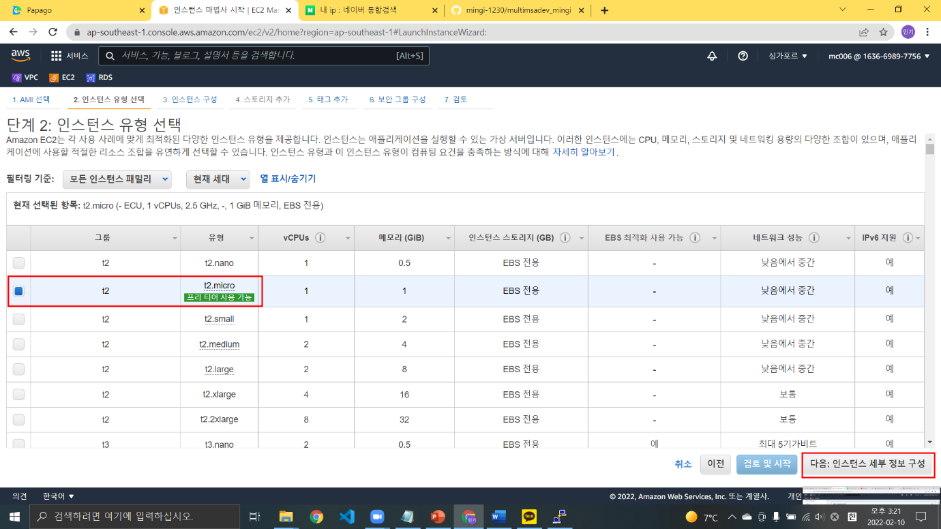 Papago
인스턴스 마법사 시작 | EC2 Ma
내 ip : 네이버 통합검색
mingi-1230/multimsadev_mingi
ap-southeast-1.console.aws.amazon.com/ec2/v2/home?region=ap-southeast-1#LaunchInstanceWizard:
aws 서비스 서비스, 기능, 블로그, 설명서 등을 검색합니다. [Alt+S] 싱가포르 ▼ mc006 @ 1636-6989-7756 ▼
VPC EC2 RDS
1. AMI 선택 2. 인스턴스 유형 선택 3. 인스턴스 구성 4. 스토리지 추가 5. 태그 추가 6. 보안 그룹 구성 7. 검토
단계 2: 인스턴스 유형 선택
Amazon EC2는 각 사용 사례에 맞게 최적화된 다양한 인스턴스 유형을 제공합니다. 인스턴스는 애플리케이션을 실행할 수 있는 가상 서버입니다. 이러한 인스턴스에는 CPU, 메모리, 스토리지 및 네트워킹 용량의 다양한 조합이 있으며, 애플리
케이션에 사용할 적절한 리소스 조합을 유연하게 선택할 수 있습니다. 인스턴스 유형과 이 인스턴스 유형이 컴퓨팅 요건을 충족하는 방식에 대해 자세히 알아보기.
필터링 기준: 모든 인스턴스 패밀리 현재 세대 열 표시/숨기기
현재 선택된 항목: t2.micro (- ECU, 1 vCPUs, 2.5 GHz, -, 1 GiB 메모리, EBS 전용)
그룹 유형 vCPUs 메모리 (GiB) 인스턴스 스토리지 (GB) EBS 최적화 사용 가능 네트워크 성능 IPv6 지원
t2 t2.nano 1 0.5 EBS 전용 - 낮음에서 중간 예
t2 t2.micro 프리 티어 사용 가능 1 1 EBS 전용 - 낮음에서 중간 예
t2 t2.small 1 2 EBS 전용 - 낮음에서 중간 예
t2 t2.medium 2 4 EBS 전용 - 낮음에서 중간 예
t2 t2.large 2 8 EBS 전용 - 낮음에서 중간 예
t2 t2.xlarge 4 16 EBS 전용 - 보통 예
t2 t2.2xlarge 8 32 EBS 전용 - 보통 예
t3 t3.nano 2 0.5 EBS 전용 예 최대 5기가비트 예
취소 이전 검토 및 시작 다음: 인스턴스 세부 정보 구성
의견 한국어 ▼ © 2022, Amazon Web Services, Inc. 또는 계열사. 개인
검색하려면 여기에 입력하십시오. 7°C 오후 3:21
2022-02-10